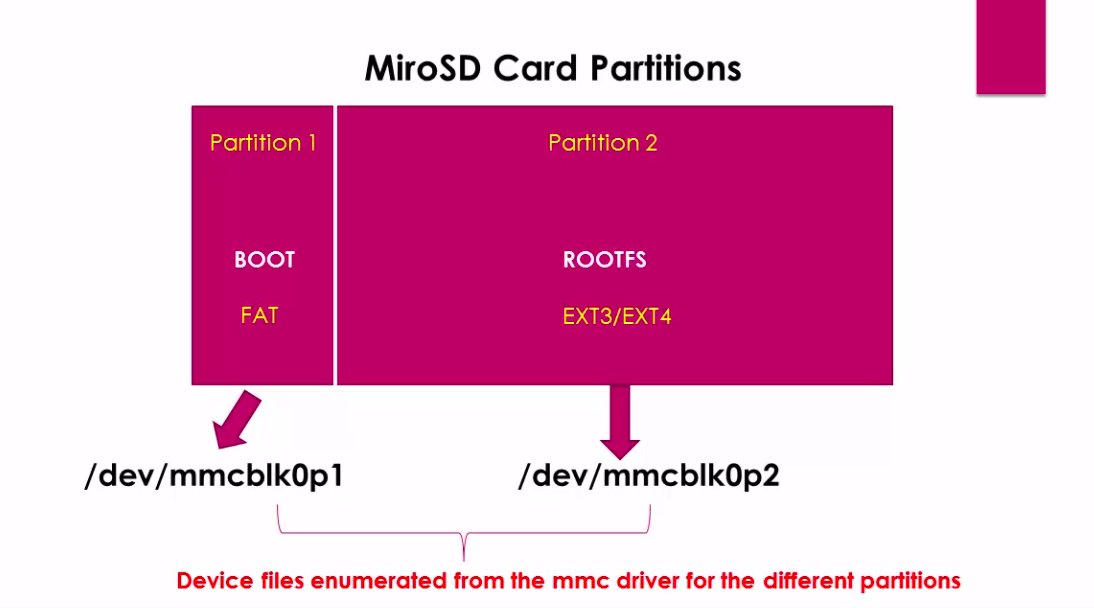 MiroSD Card Partitions
Partition 1
Partition 2
BOOT
ROOTFS
FAT
EXT3/EXT4
/dev/mmcblk0p1
/dev/mmcblk0p2
Device files enumerated from the mmc driver for the different partitions